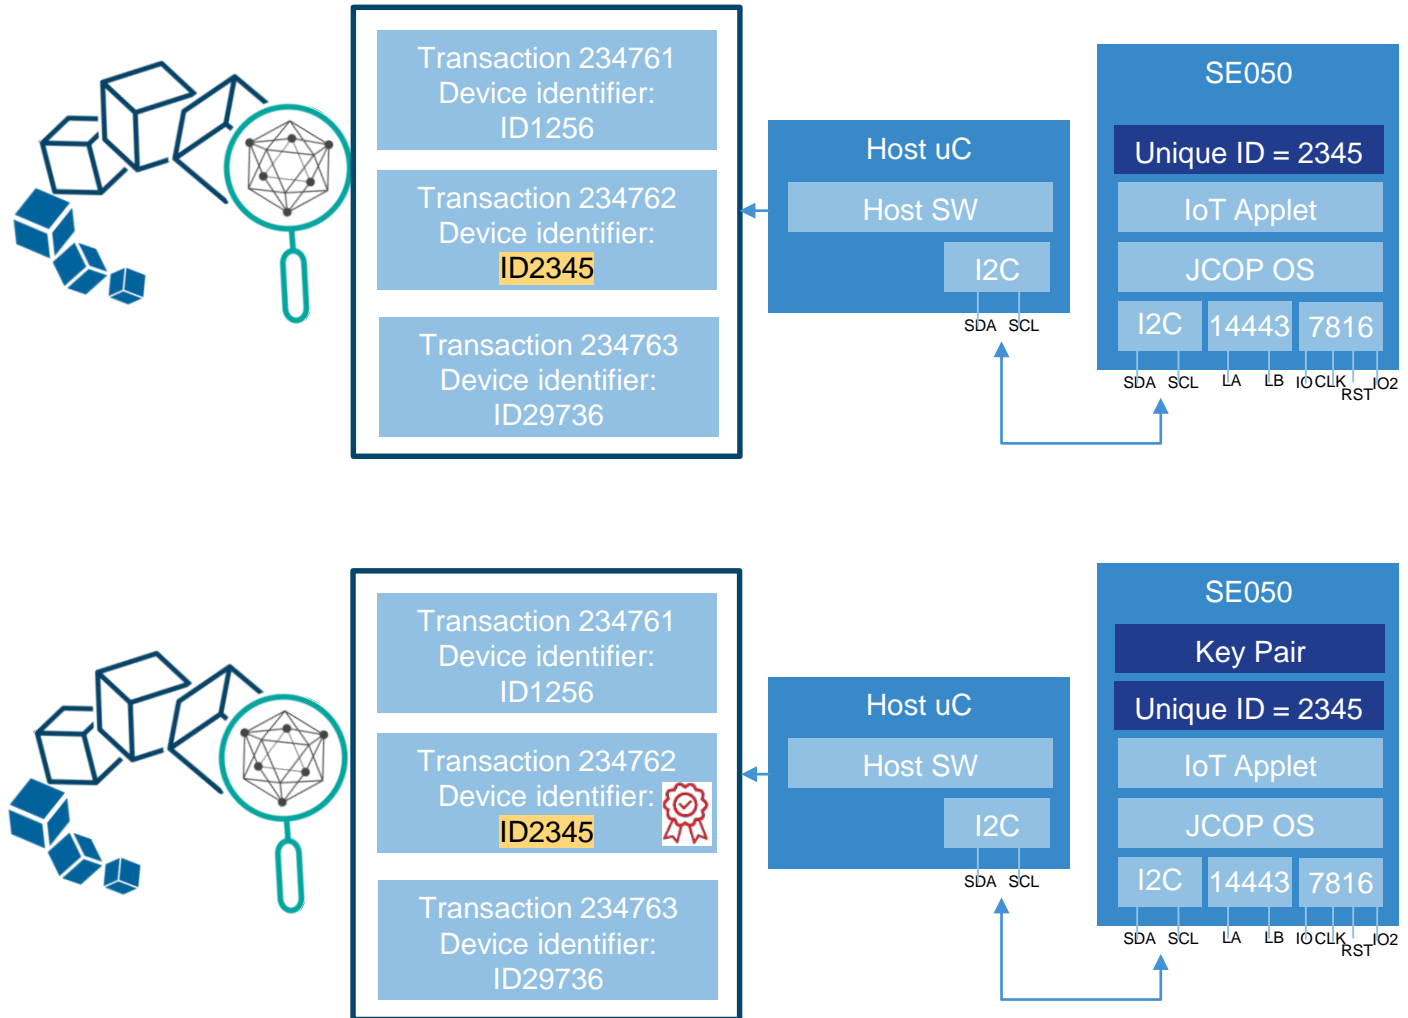 Transaction 234761
Device identifier:
ID1256
Transaction 234762
Device identifier:
ID2345
Transaction 234763
Device identifier:
ID29736
Host uC
Host SW
I2C
SDA SCL
SE050
Unique ID = 2345
IoT Applet
JCOP OS
I2C 14443 7816
SDA SCL LA LB IO CLK RST IO2
Transaction 234761
Device identifier:
ID1256
Transaction 234762
Device identifier:
ID2345
Transaction 234763
Device identifier:
ID29736
Host uC
Host SW
I2C
SDA SCL
SE050
Key Pair
Unique ID = 2345
IoT Applet
JCOP OS
I2C 14443 7816
SDA SCL LA LB IO CLK RST IO2